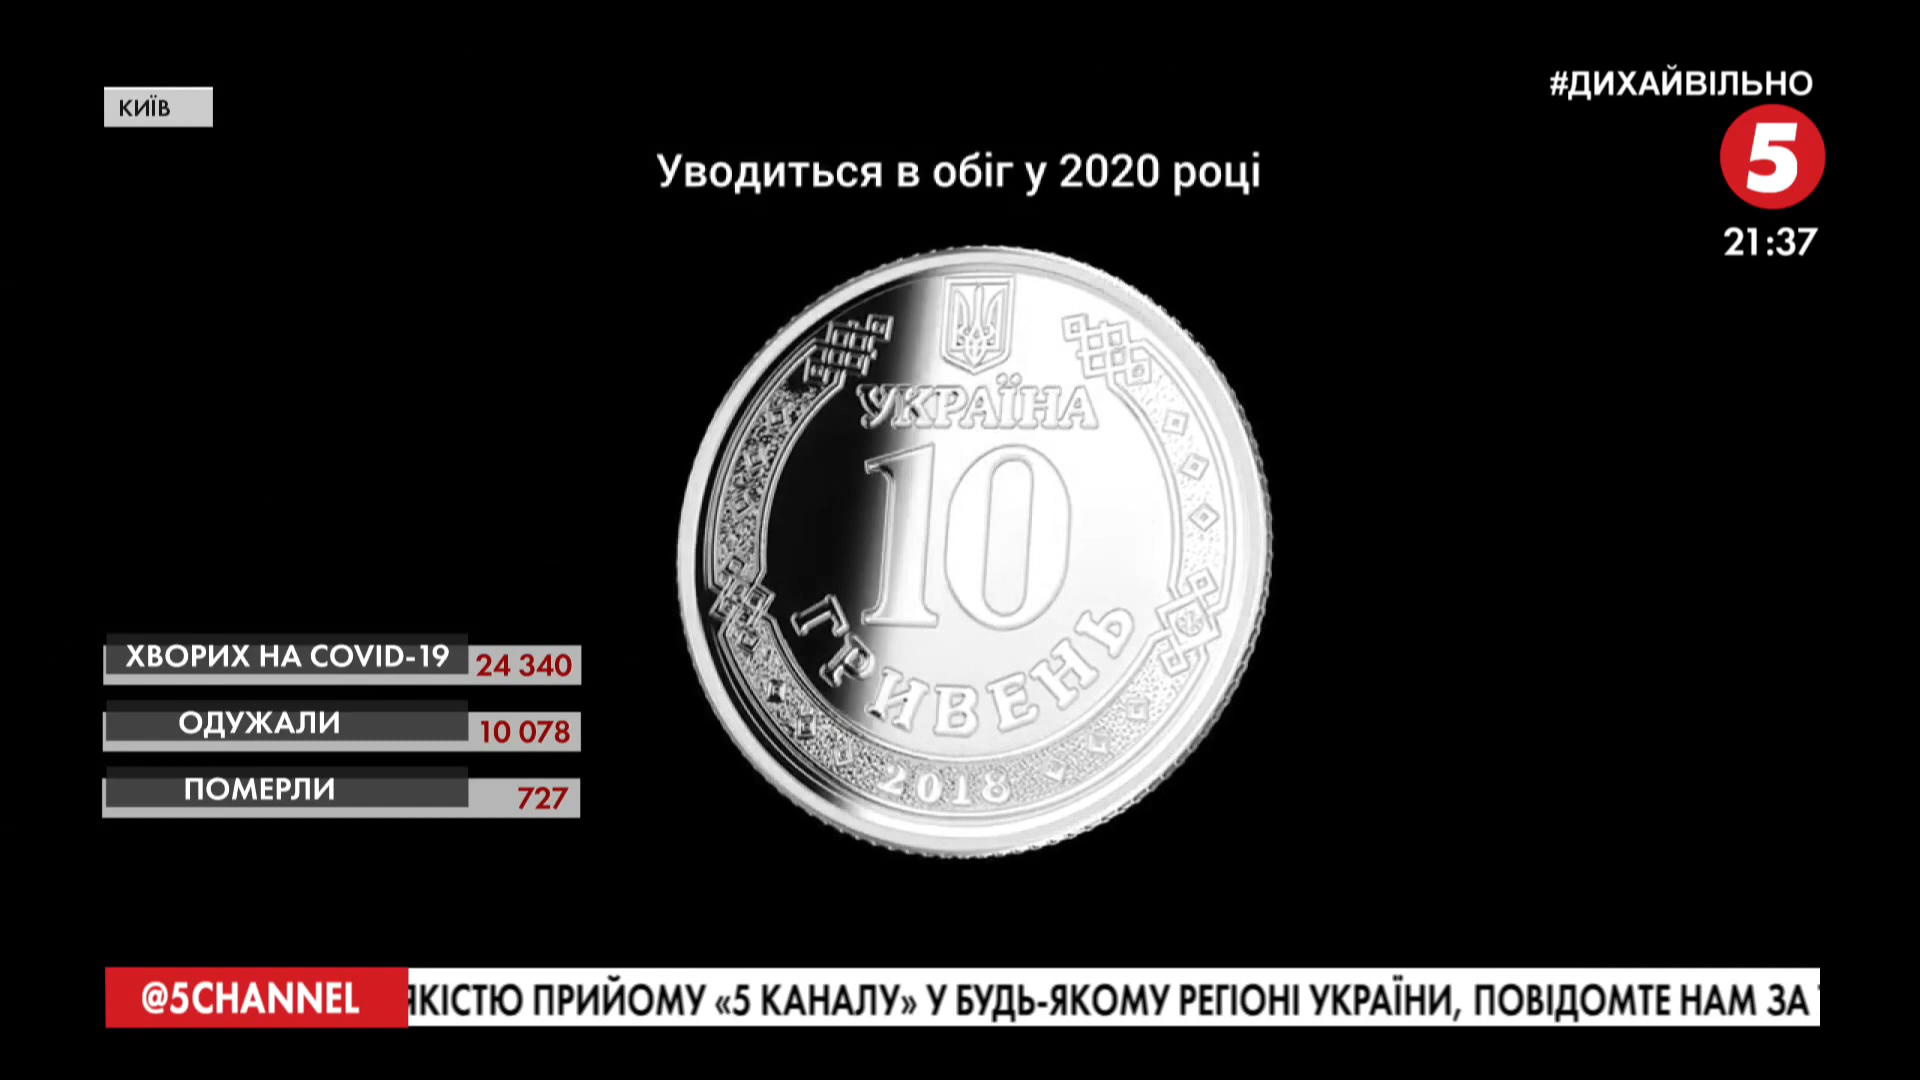 КИЇВ
#ДИХАЙВІЛЬНО
5
21:37
Уводиться в обіг у 2020 році
УКРАЇНА
10
ГРИВЕНЬ
2018
ХВОРИХ НА COVID-19 24 340
ОДУЖАЛИ 10 078
ПОМЕРЛИ 727
@5CHANNEL ЯКІСТЮ ПРИЙОМУ «5 КАНАЛУ» У БУДЬ-ЯКОМУ РЕГІОНІ УКРАЇНИ, ПОВІДОМТЕ НАМ ЗА